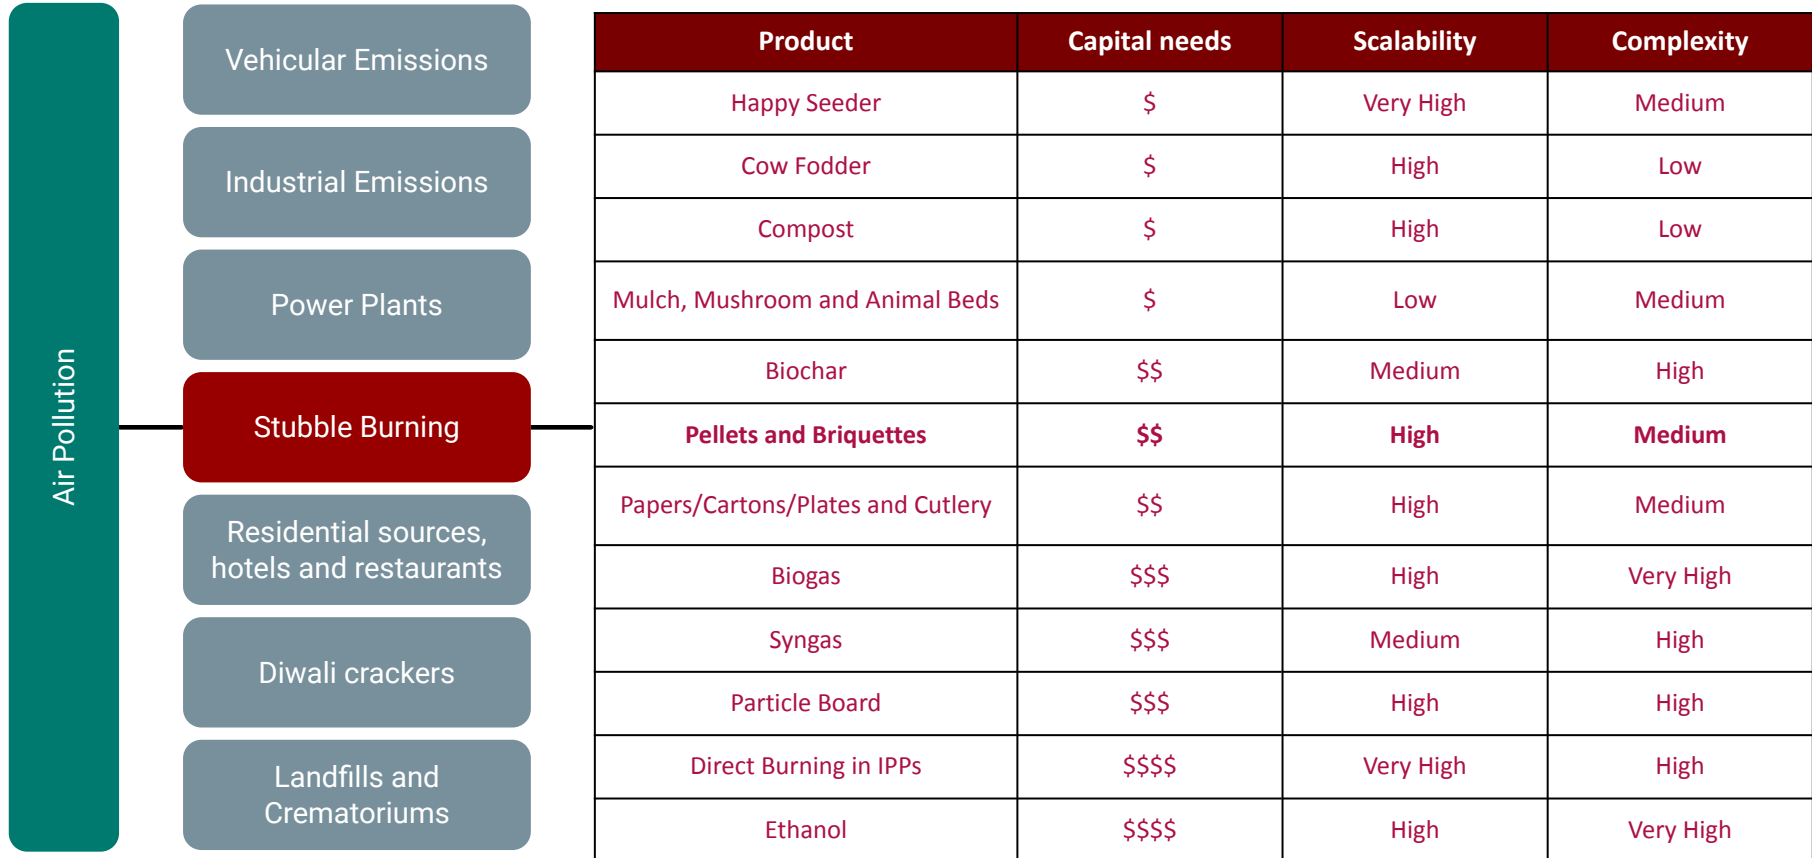 Air Pollution
Vehicular Emissions
Industrial Emissions
Power Plants
Stubble Burning
Residential sources,
hotels and restaurants
Diwali crackers
Landfills and
Crematoriums
Product Capital needs Scalability Complexity
Happy Seeder $ Very High Medium
Cow Fodder $ High Low
Compost $ High Low
Mulch, Mushroom and Animal Beds $ Low Medium
Biochar $$ Medium High
Pellets and Briquettes $$ High Medium
Papers/Cartons/Plates and Cutlery $$ High Medium
Biogas $$$ High Very High
Syngas $$$ Medium High
Particle Board $$$ High High
Direct Burning in IPPs $$$$ Very High High
Ethanol $$$$ High Very High